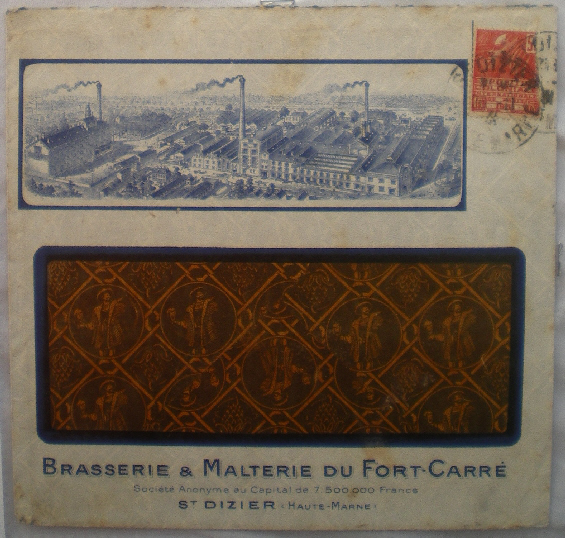 BRASSERIE & MALTERIE DU FORT-CARRÉ
Société Anonyme au Capital de 7.500.000 Francs
ST DIZIER (HAUTE-MARNE)